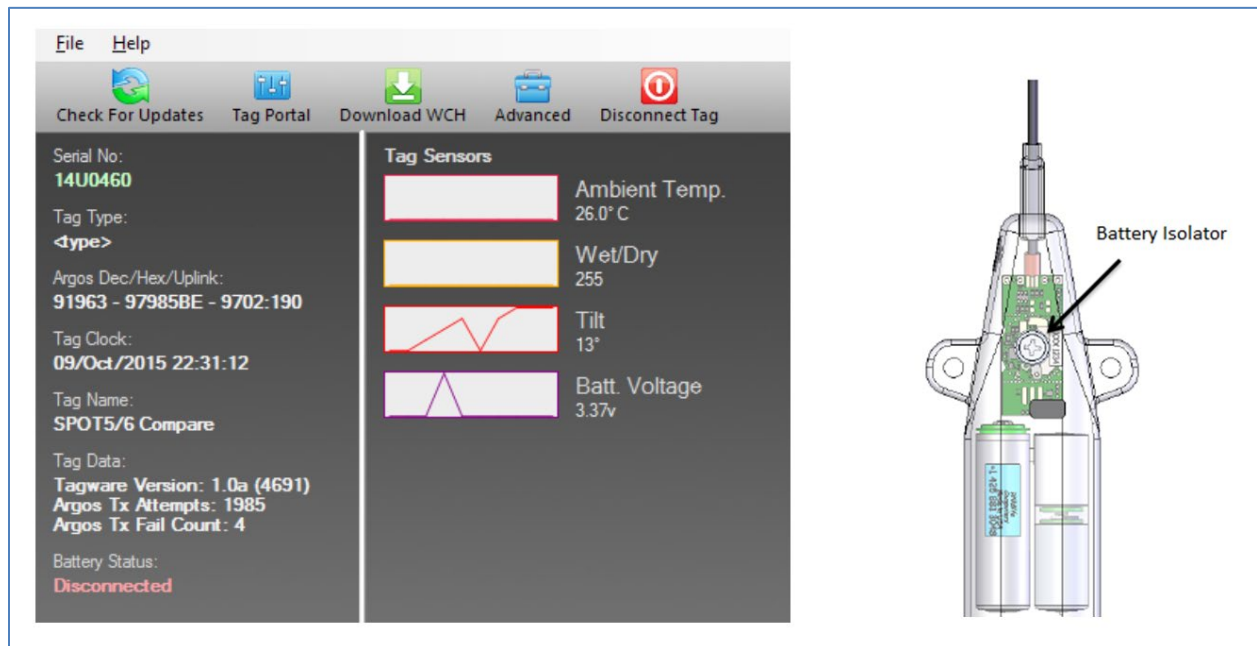 File Help
Check For Updates Tag Portal Download WCH Advanced Disconnect Tag
Serial No:
14U0460
Tag Type:
<type>
Argos Dec/Hex/Uplink:
91963 - 97985BE - 9702:190
Tag Clock:
09/Oct/2015 22:31:12
Tag Name:
SPOT5/6 Compare
Tag Data:
Tagware Version: 1.0a (4691)
Argos Tx Attempts: 1985
Argos Tx Fail Count: 4
Battery Status:
Disconnected
Tag Sensors
Ambient Temp.
26.0° C
Wet/Dry
255
Tilt
13°
Batt. Voltage
3.37v
Battery Isolator